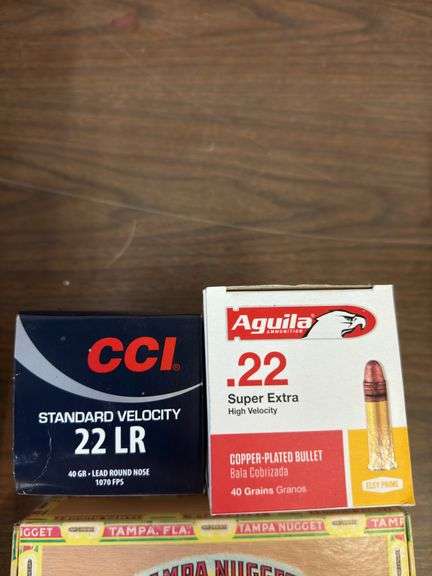 CCI
STANDARD VELOCITY
22 LR
40 GR • LEAD ROUND NOSE
1070 FPS
Aguila
AMMUNITION
.22
Super Extra
High Velocity
COPPER-PLATED BULLET
Bala Cobrizada
40 Grains Granos
ELEY PRIME
NUGGET
TAMPA, FLA.
TAMPA NUGGET
TAMPA NUGGET